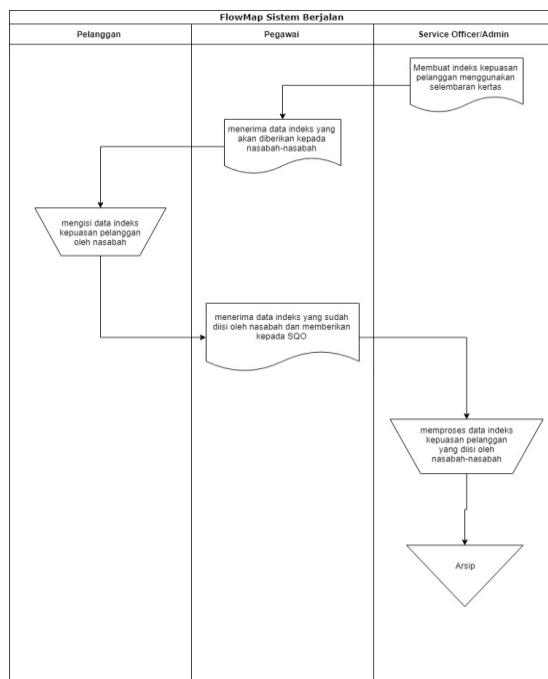 FlowMap Sistem Berjalan
Pelanggan
Pegawai
Service Officer/Admin
Membuat indeks kepuasan
pelanggan menggunakan
selembaran kertas
menerima data indeks yang
akan diberikan kepada
nasabah-nasabah
mengisi data indeks
kepuasan pelanggan
oleh nasabah
menerima data indeks yang sudah
diisi oleh nasabah dan memberikan
kepada SQO
memproses data indeks
kepuasan pelanggan
yang diisi oleh
nasabah-nasabah
Arsip